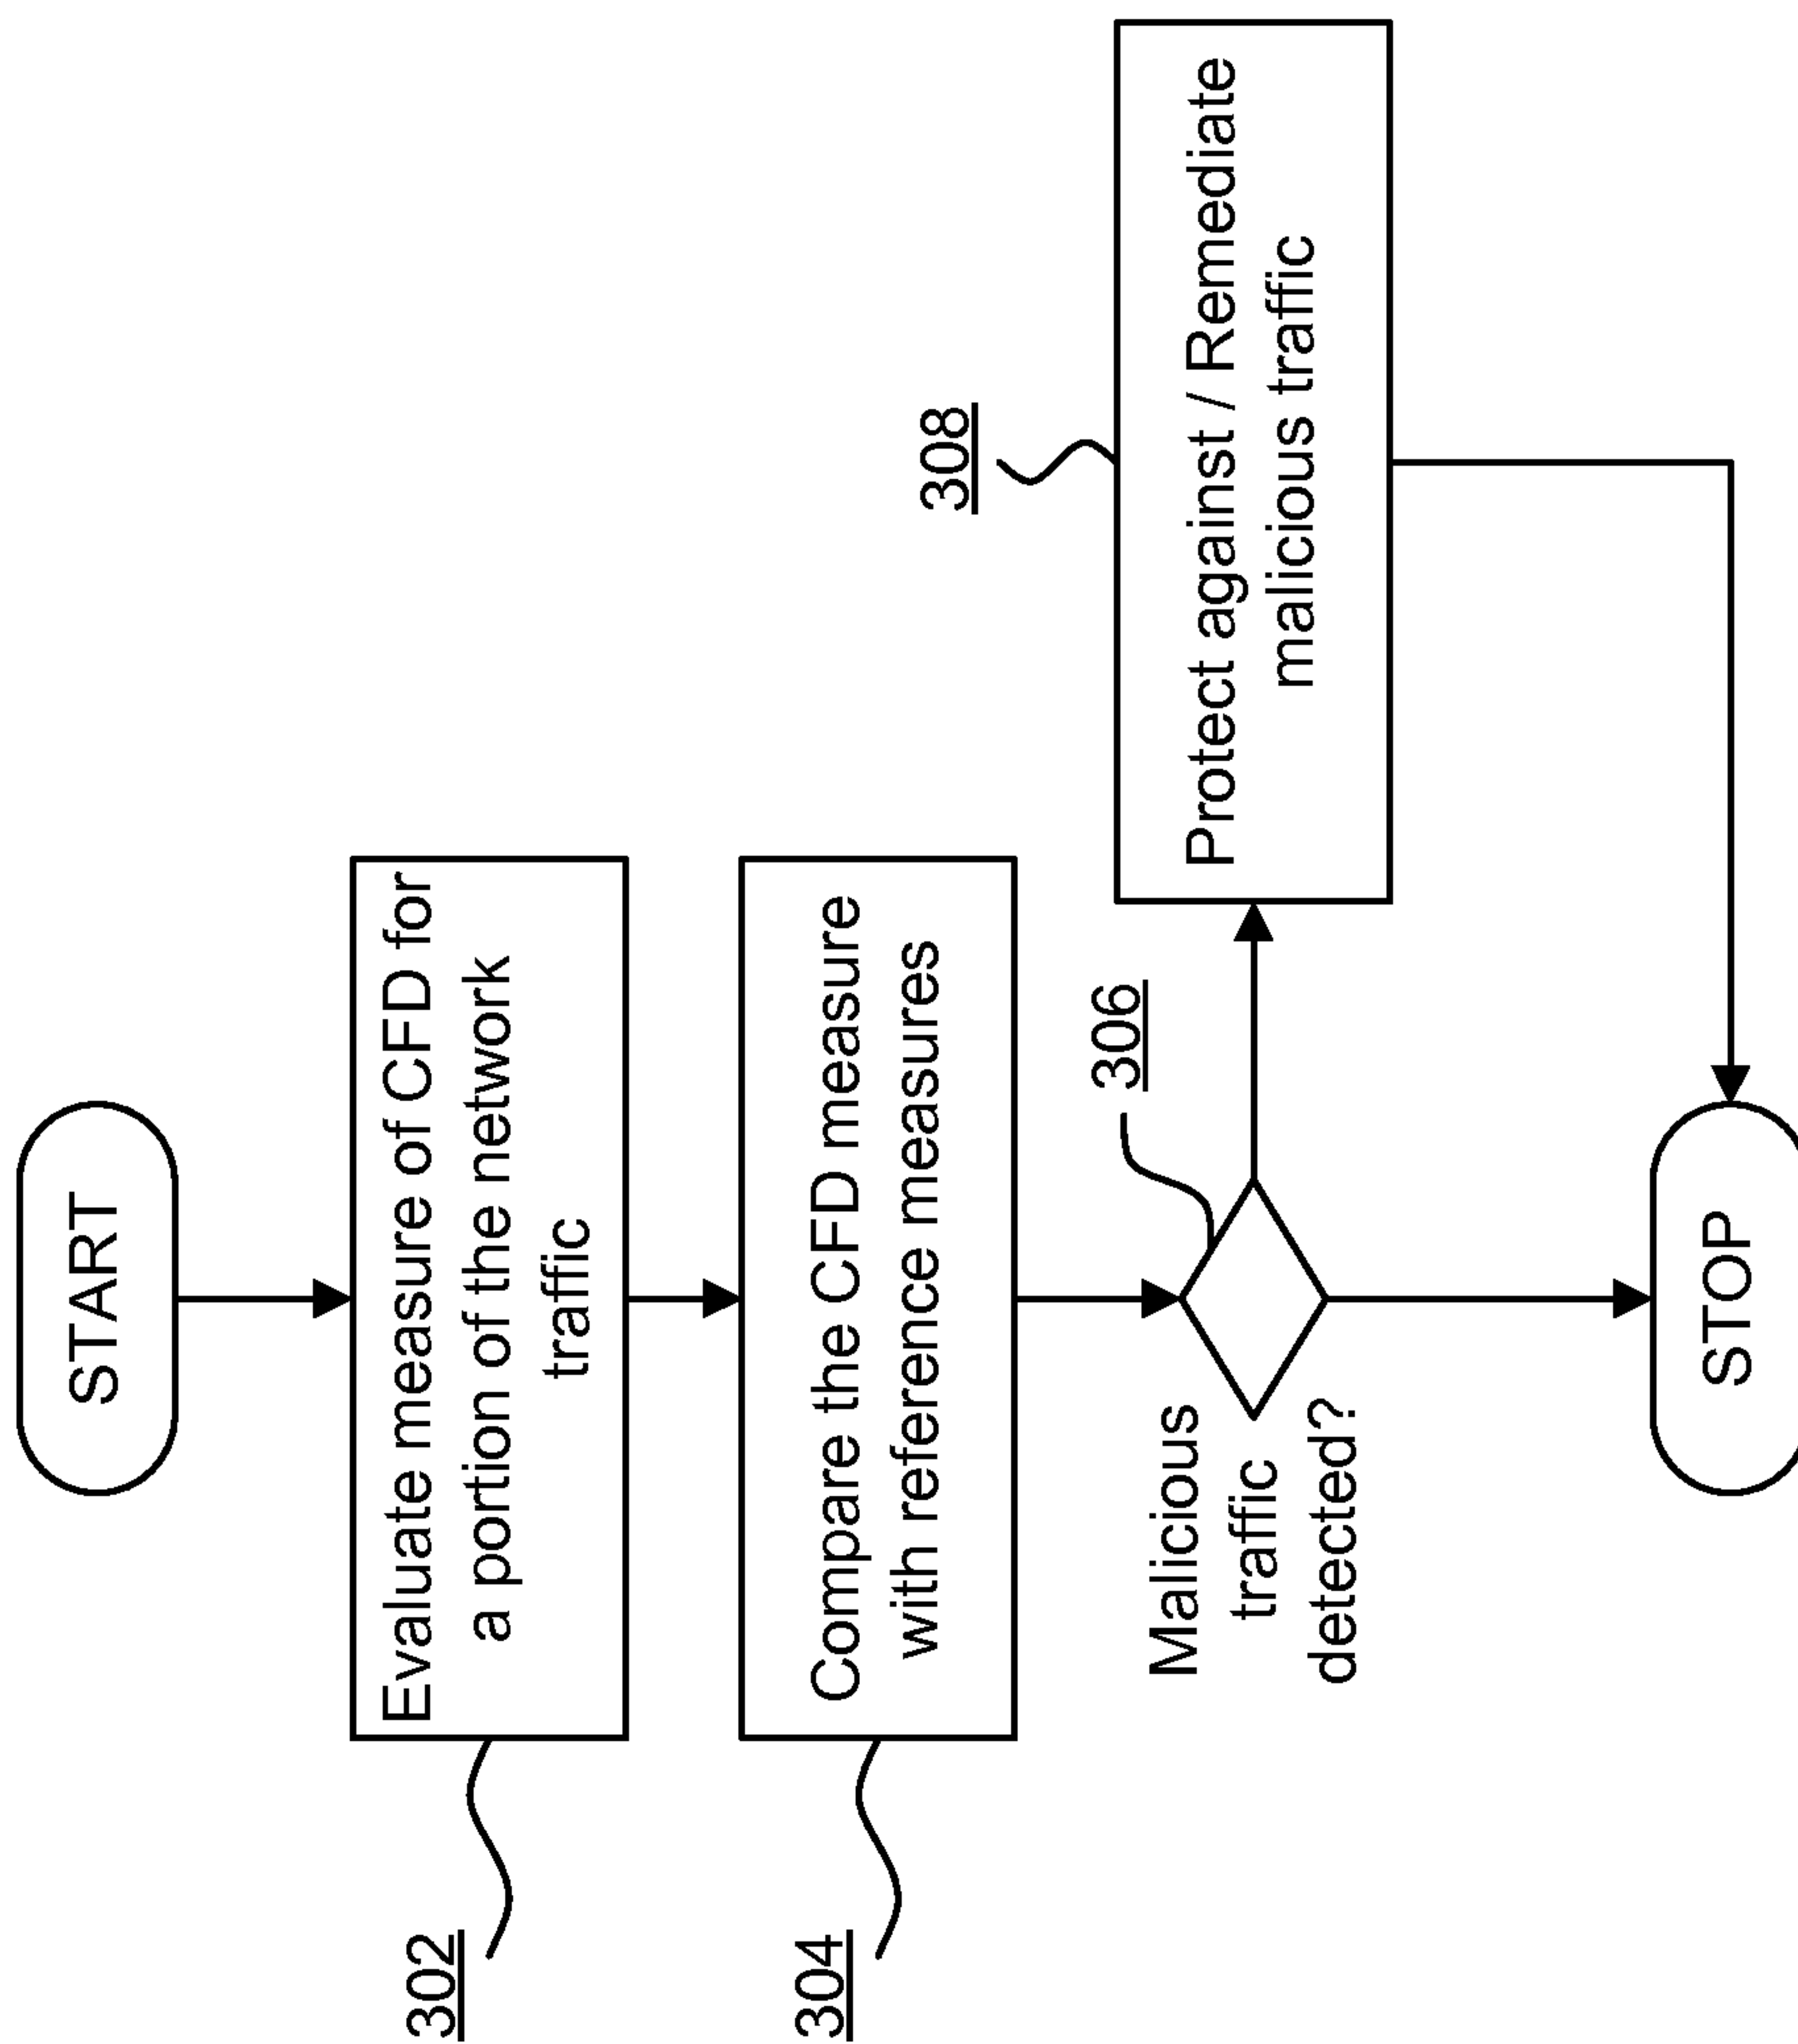 START
302
Evaluate measure of CFD for
a portion of the network
traffic
304
Compare the CFD measure
with reference measures
Malicious
traffic
detected?
306
308
Protect against / Remediate
malicious traffic
STOP